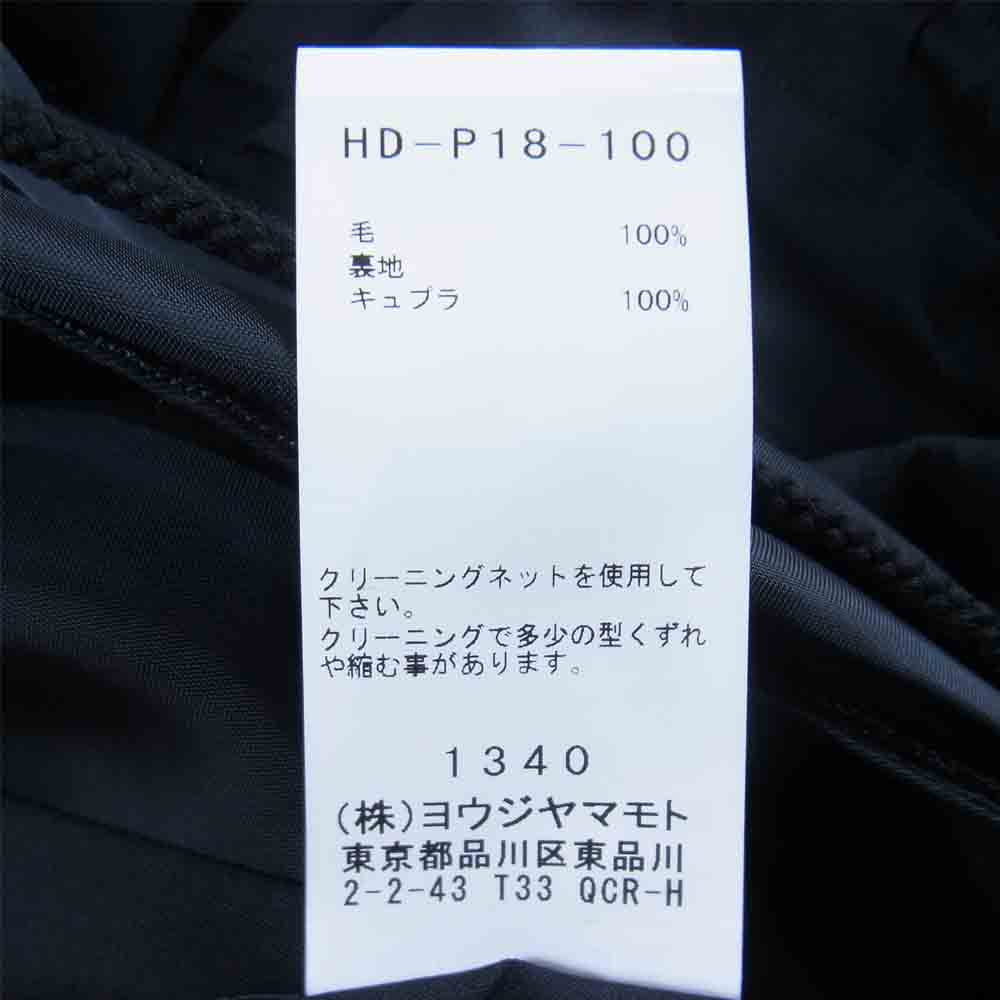 HD-P18-100
毛 100%
裏地
キュプラ 100%
クリーニングネットを使用して
下さい。
クリーニングで多少の型くずれ
や縮む事があります。
1340
(株)ヨウジヤマモト
東京都品川区東品川
2-2-43 T33 QCR-H